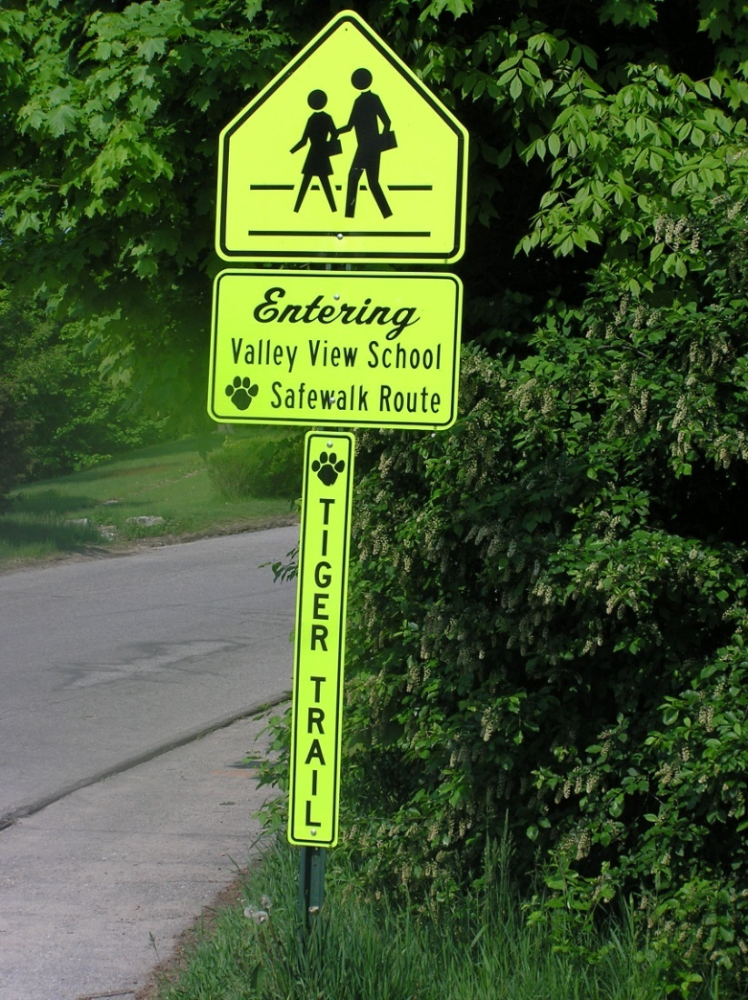 Entering
Valley View School
Safewalk Route
TIGER TRAIL